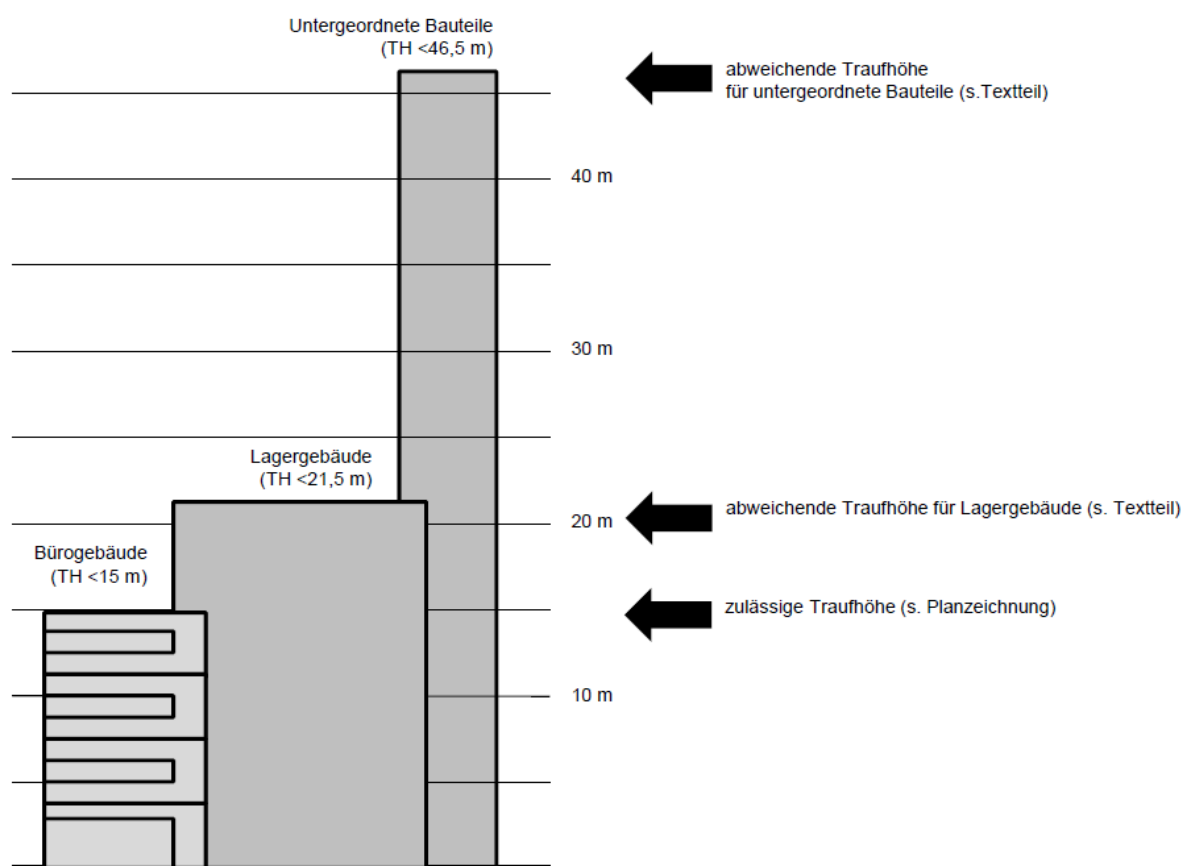 Untergeordnete Bauteile
(TH <46,5 m)
abweichende Traufhöhe
für untergeordnete Bauteile (s.Textteil)
40 m
30 m
Lagergebäude
(TH <21,5 m)
abweichende Traufhöhe für Lagergebäude (s. Textteil)
20 m
Bürogebäude
(TH <15 m)
zulässige Traufhöhe (s. Planzeichnung)
10 m